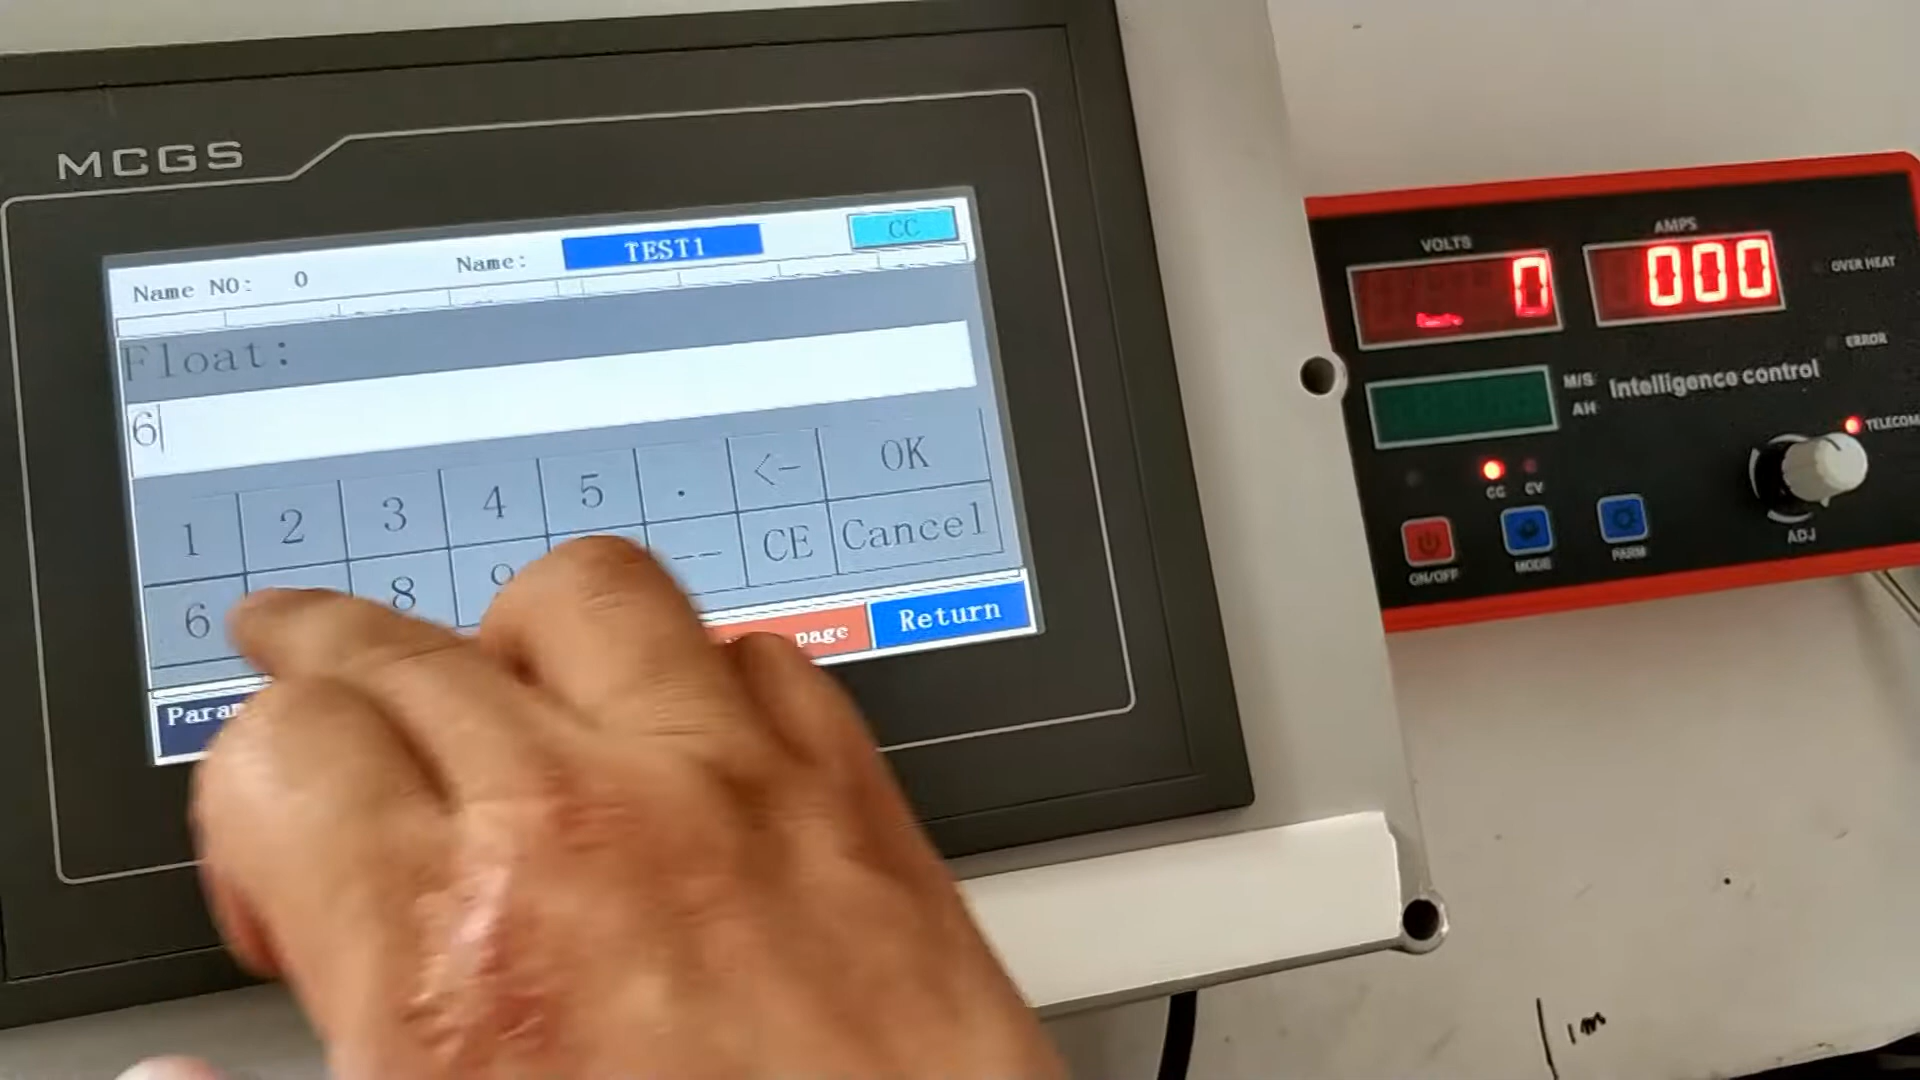 MCGS
Name NO: 0 Name: TEST1 CC
Float:
6
1 2 3 4 5 . <- OK
6 8 9 -- CE Cancel
page Return
VOLTS AMPS
0 000
OVER HEAT
ERROR
M/S
AH
Intelligence control
TELECOM
CC CV
ON/OFF MODE PARM ADJ
1m